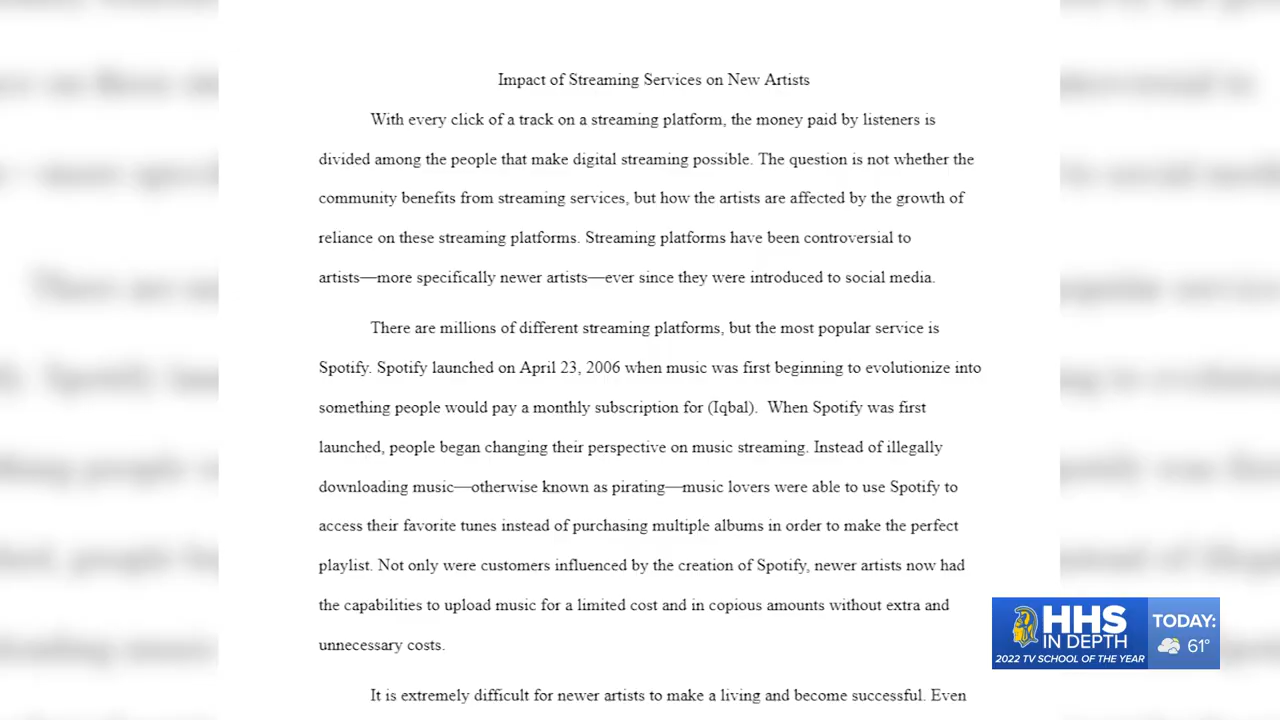 Impact of Streaming Services on New Artists
With every click of a track on a streaming platform, the money paid by listeners is
divided among the people that make digital streaming possible. The question is not whether the
community benefits from streaming services, but how the artists are affected by the growth of
reliance on these streaming platforms. Streaming platforms have been controversial to
artists—more specifically newer artists—ever since they were introduced to social media.
There are millions of different streaming platforms, but the most popular service is
Spotify. Spotify launched on April 23, 2006 when music was first beginning to evolutionize into
something people would pay a monthly subscription for (Iqbal).  When Spotify was first
launched, people began changing their perspective on music streaming. Instead of illegally
downloading music—otherwise known as pirating—music lovers were able to use Spotify to
access their favorite tunes instead of purchasing multiple albums in order to make the perfect
playlist. Not only were customers influenced by the creation of Spotify, newer artists now had
the capabilities to upload music for a limited cost and in copious amounts without extra and
unnecessary costs.
It is extremely difficult for newer artists to make a living and become successful. Even
HHS
IN DEPTH
2022 TV SCHOOL OF THE YEAR
TODAY:
61°